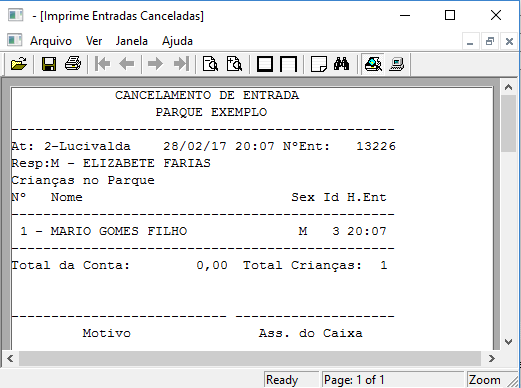 - [Imprime Entradas Canceladas]
Arquivo Ver Janela Ajuda
CANCELAMENTO DE ENTRADA
PARQUE EXEMPLO
------------------------------------------------
At: 2-Lucivalda 28/02/17 20:07 NºEnt: 13226
Resp:M - ELIZABETE FARIAS
Crianças no Parque
Nº Nome Sex Id H.Ent
------------------------------------------------
1 - MARIO GOMES FILHO M 3 20:07
------------------------------------------------
Total da Conta: 0,00 Total Crianças: 1
--------------------------- --------------------
Motivo Ass. do Caixa
Ready Page: 1 of 1 Zoom